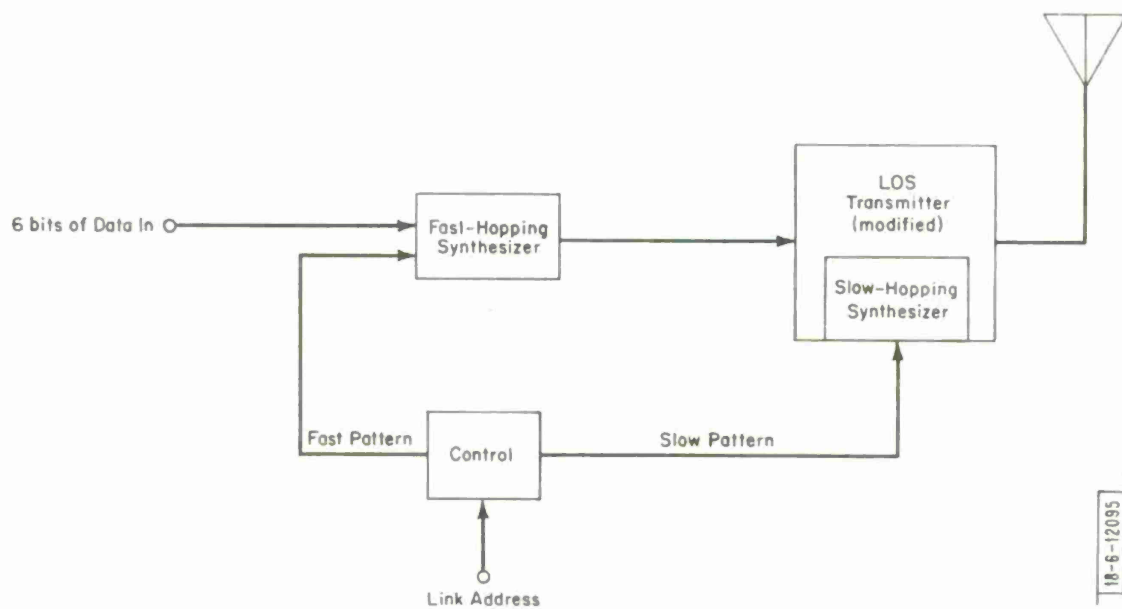 LOS
Transmitter
(modified)
6 bits of Data In
Fast-Hopping
Synthesizer
Slow-Hopping
Synthesizer
Fast Pattern
Control
Slow Pattern
Link Address
18-6-12095